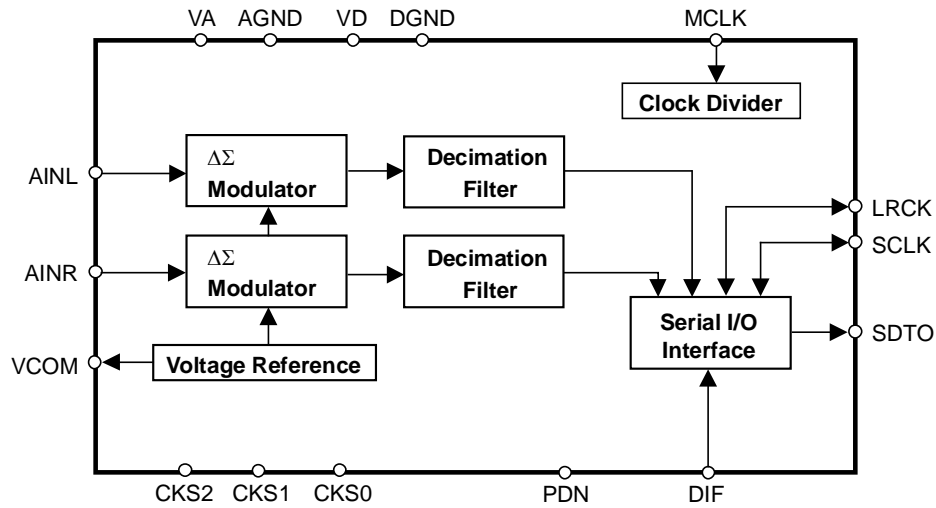 VA AGND VD DGND MCLK
Clock Divider
AINL
ΔΣ
Modulator
Decimation
Filter
LRCK
SCLK
AINR
ΔΣ
Modulator
Decimation
Filter
Serial I/O
Interface
SDTO
VCOM
Voltage Reference
CKS2 CKS1 CKS0 PDN DIF